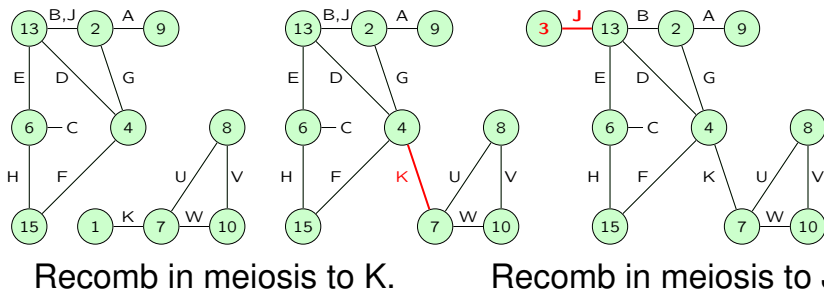 B,J A
13 2 9
E D G
6 C 4 8
H F U V
K W
15 1 7 10
B,J A
13 2 9
E D G
6 C 4 8
H F K U V
W
15 7 10
J B A
3 13 2 9
E D G
6 C 4 8
H F K U V
W
15 7 10
Recomb in meiosis to K.
Recomb in meiosis to